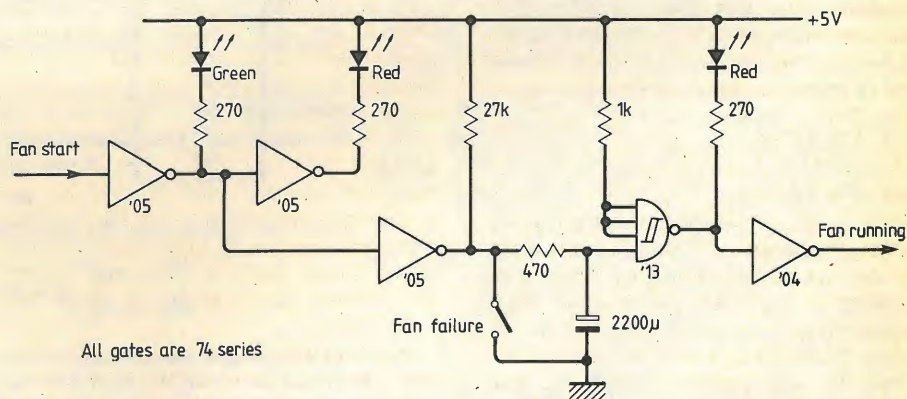 +5V
Green
Red
Red
270
270
27k
1k
270
Fan start
'05
'05
'05
470
'13
'04
Fan running
Fan failure
2200µ
All gates are 74 series